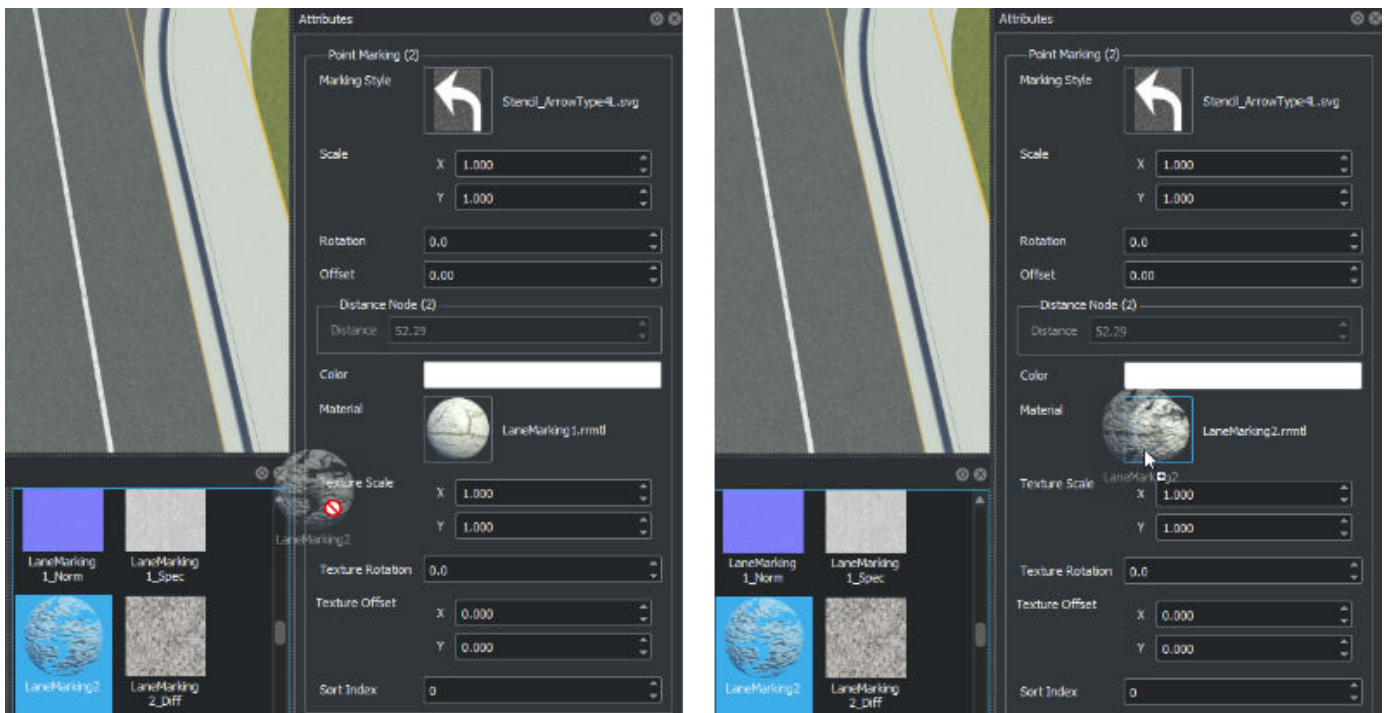 Attributes
Point Marking (2)
Marking Style
Stencil_ArrowType4L.svg
Scale
X 1.000
Y 1.000
Rotation 0.0
Offset 0.00
Distance Node (2)
Distance 52.29
Color
Material
LaneMarking1.rrmtl
Texture Scale
X 1.000
Y 1.000
LaneMarking2
Texture Rotation 0.0
Texture Offset
X 0.000
Y 0.000
Sort Index 0
LaneMarking
1_Norm
LaneMarking
1_Spec
LaneMarking2
LaneMarking
2_Diff
Attributes
Point Marking (2)
Marking Style
Stencil_ArrowType4L.svg
Scale
X 1.000
Y 1.000
Rotation 0.0
Offset 0.00
Distance Node (2)
Distance 52.29
Color
Material
LaneMarking2.rrmtl
LaneMarking2
Texture Scale
X 1.000
Y 1.000
Texture Rotation 0.0
Texture Offset
X 0.000
Y 0.000
Sort Index 0
LaneMarking
1_Norm
LaneMarking
1_Spec
LaneMarking2
LaneMarking
2_Diff